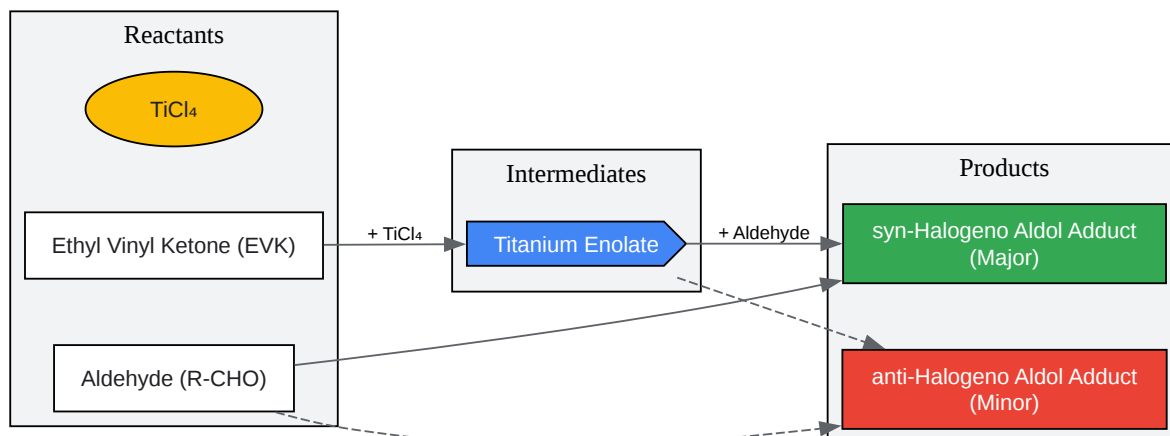 Reactants
TiCl₄
Ethyl Vinyl Ketone (EVK)
Aldehyde (R-CHO)
+ TiCl₄
Intermediates
Titanium Enolate
+ Aldehyde
Products
syn-Halogeno Aldol Adduct
(Major)
anti-Halogeno Aldol Adduct
(Minor)